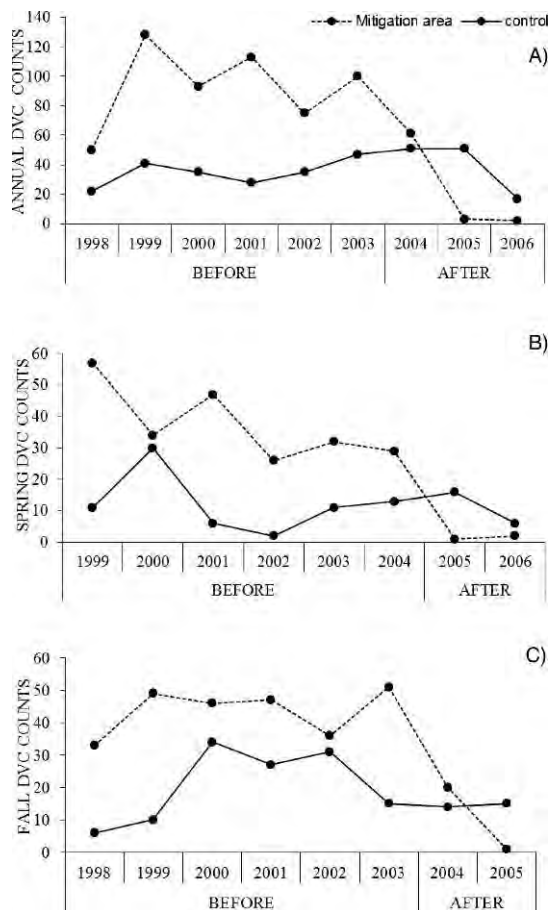 Mitigation area control
A)
ANNUAL DVC COUNTS
140
120
100
80
60
40
20
0
1998 1999 2000 2001 2002 2003 2004 2005 2006
BEFORE AFTER
B)
SPRING DVC COUNTS
60
50
40
30
20
10
0
1999 2000 2001 2002 2003 2004 2005 2006
BEFORE AFTER
C)
FALL DVC COUNTS
60
50
40
30
20
10
0
1998 1999 2000 2001 2002 2003 2004 2005
BEFORE AFTER